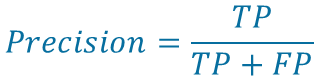 Precision = TP / (TP + FP)